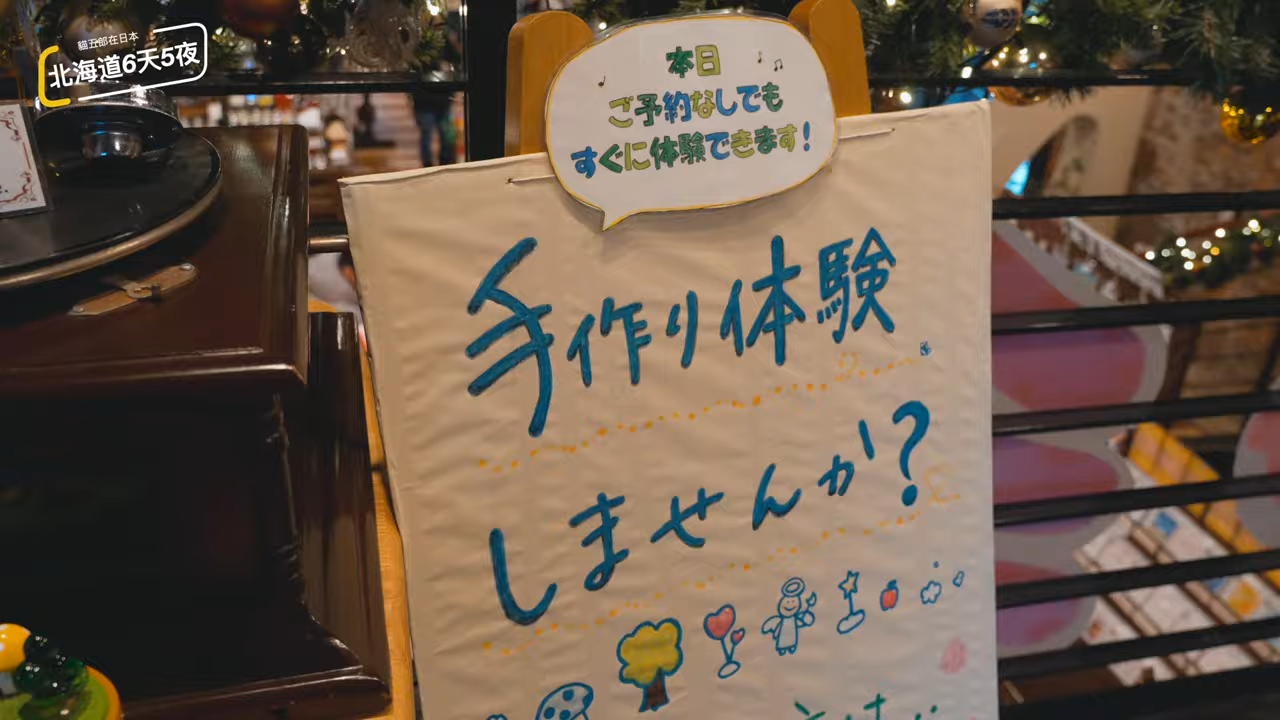 貓五郎在日本
北海道6天5夜
本日
ご予約なしでも
すぐに体験できます!
手作り体験
しませんか?